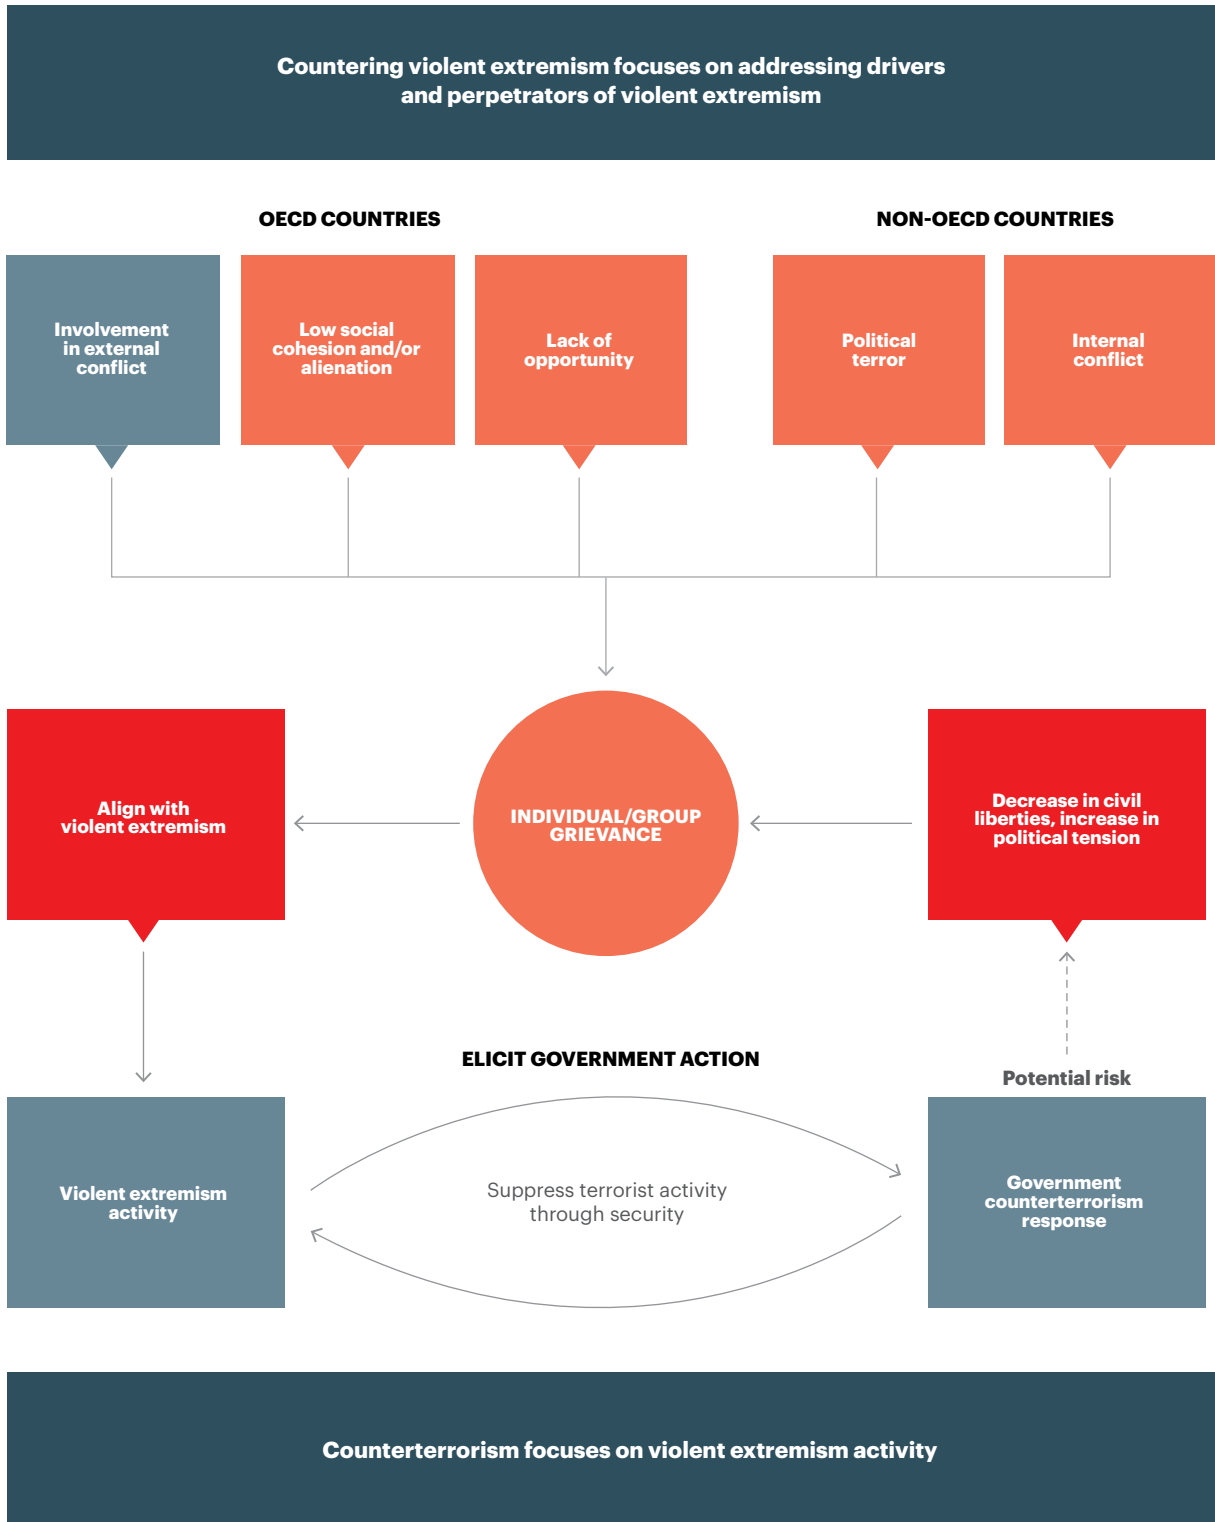 Countering violent extremism focuses on addressing drivers
and perpetrators of violent extremism
OECD COUNTRIES
NON-OECD COUNTRIES
Involvement
in external
conflict
Low social
cohesion and/or
alienation
Lack of
opportunity
Political
terror
Internal
conflict
Align with
violent extremism
INDIVIDUAL/GROUP
GRIEVANCE
Decrease in civil
liberties, increase in
political tension
ELICIT GOVERNMENT ACTION
Potential risk
Violent extremism
activity
Suppress terrorist activity
through security
Government
counterterrorism
response
Counterterrorism focuses on violent extremism activity